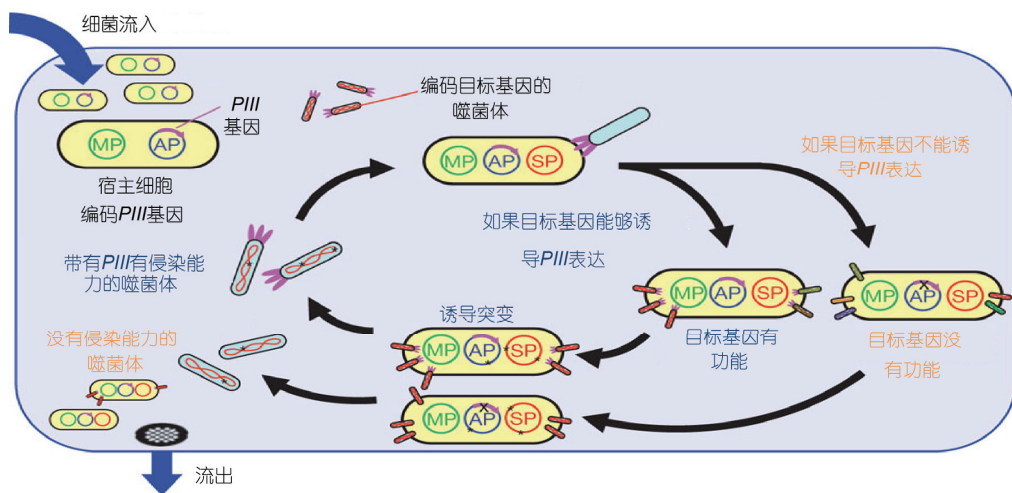 细菌流入
PIII
基因
MP AP
宿主细胞
编码PIII基因
编码目标基因的
噬菌体
MP AP SP
如果目标基因不能诱
导PIII表达
如果目标基因能够诱
导PIII表达
带有PIII有侵染能
力的噬菌体
MP AP SP
MP AP SP
X
目标基因有
功能
目标基因没
有功能
诱导突变
MP AP SP
MP AP SP
X
没有侵染能力的
噬菌体
流出